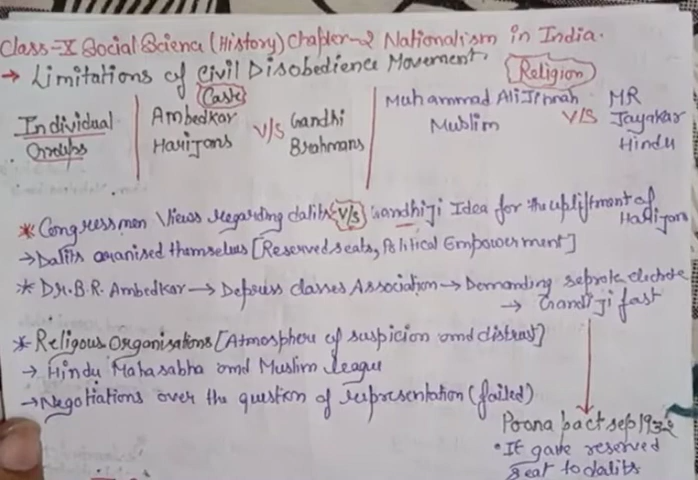 Class-X Social Science (History) Chapter-2 Nationalism in India.
→ Limitations of Civil Disobedience Movement.
Religion
Caste
Individual
Groups
Ambedkar
Harijans
V/S
Gandhi
Brahmans
Muhammad Ali Jinnah
Muslim
V/S
MR
Jayakar
Hindu
* Congressmen Views regarding dalits V/S Gandhiji Idea for the upliftment of
Harijans
→ Dalits organised themselves [Reserved seats, Political Empowerment]
* Dr. B.R. Ambedkar → Depress classes Association → Demanding
→ Gandiji fast
* Religous Organisations [Atmosphere of suspicion and distrust]
→ Hindu Mahasabha and Muslim League
→ Negotiations over the question of representation (failed)
Poona pact sep 1932
• It gave reserved
seat to dalits